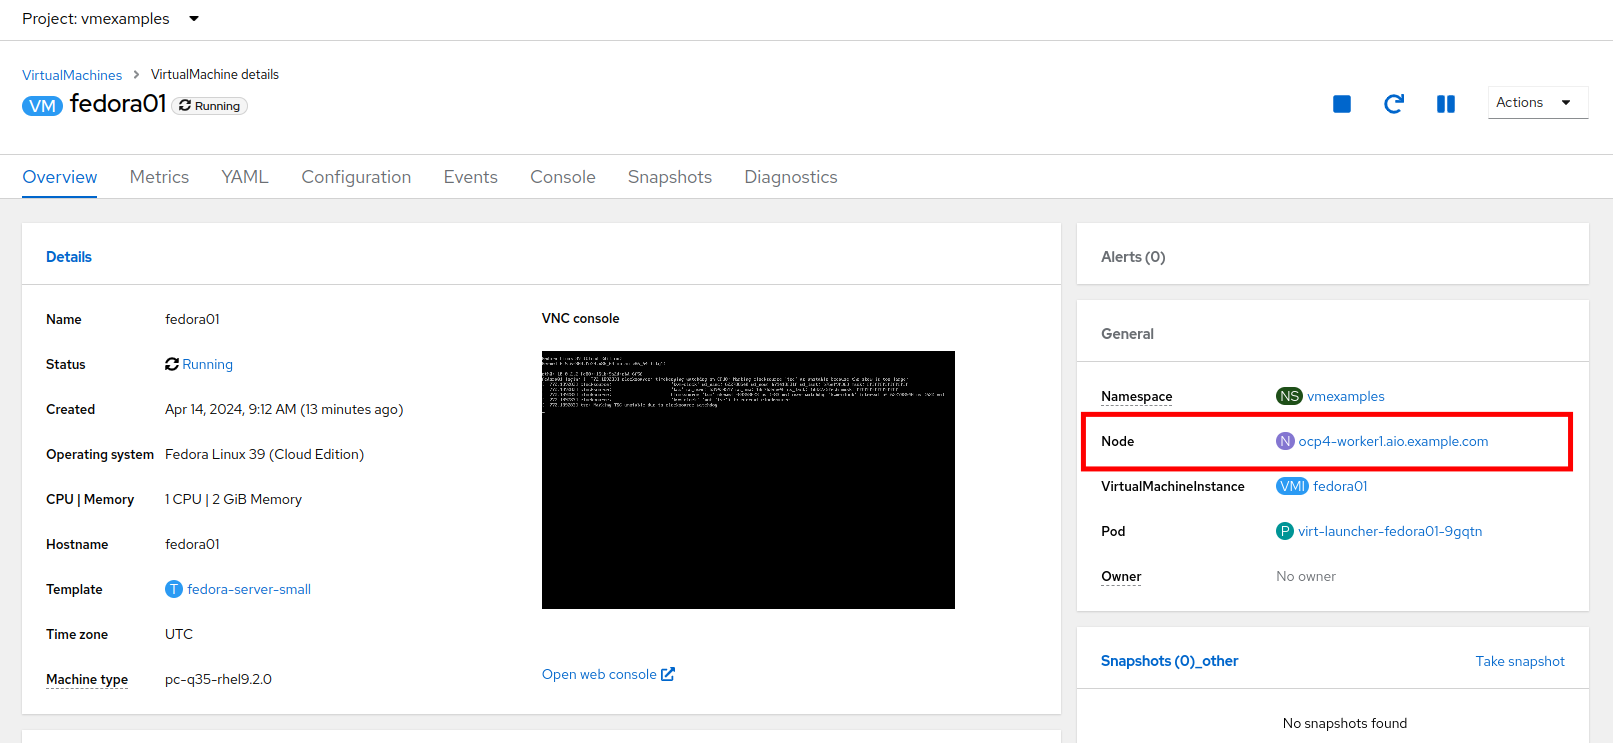 Project: vmexamples
VirtualMachines > VirtualMachine details
VM fedora01 Running
Actions
Overview Metrics YAML Configuration Events Console Snapshots Diagnostics
Details
Name fedora01
Status Running
Created Apr 14, 2024, 9:12 AM (13 minutes ago)
Operating system Fedora Linux 39 (Cloud Edition)
CPU | Memory 1 CPU | 2 GiB Memory
Hostname fedora01
Template T fedora-server-small
Time zone UTC
Machine type pc-q35-rhel9.2.0
VNC console
Open web console
Alerts (0)
General
Namespace NS vmexamples
Node N ocp4-worker1.aio.example.com
VirtualMachineInstance VMI fedora01
Pod P virt-launcher-fedora01-9gqtn
Owner No owner
Snapshots (0)_other Take snapshot
No snapshots found